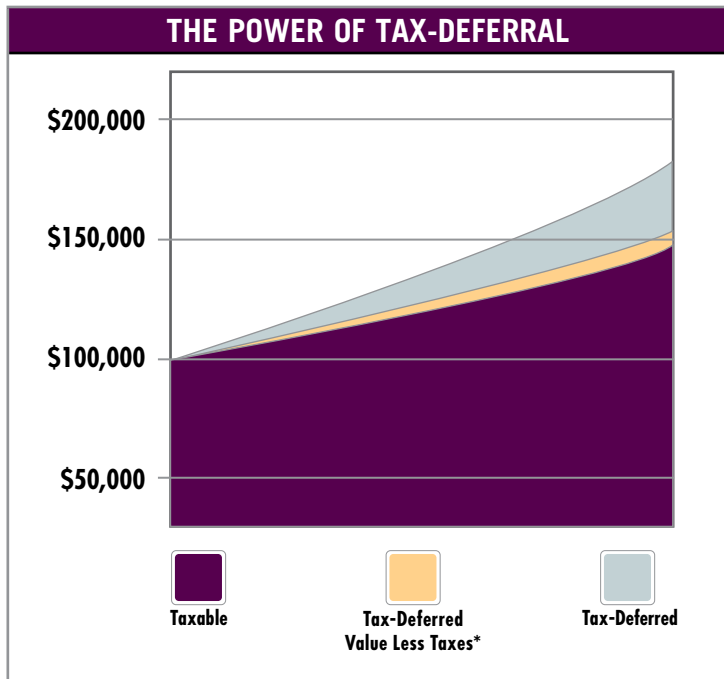 THE POWER OF TAX-DEFERRAL
$200,000
$150,000
$100,000
$50,000
Taxable
Tax-Deferred
Value Less Taxes*
Tax-Deferred